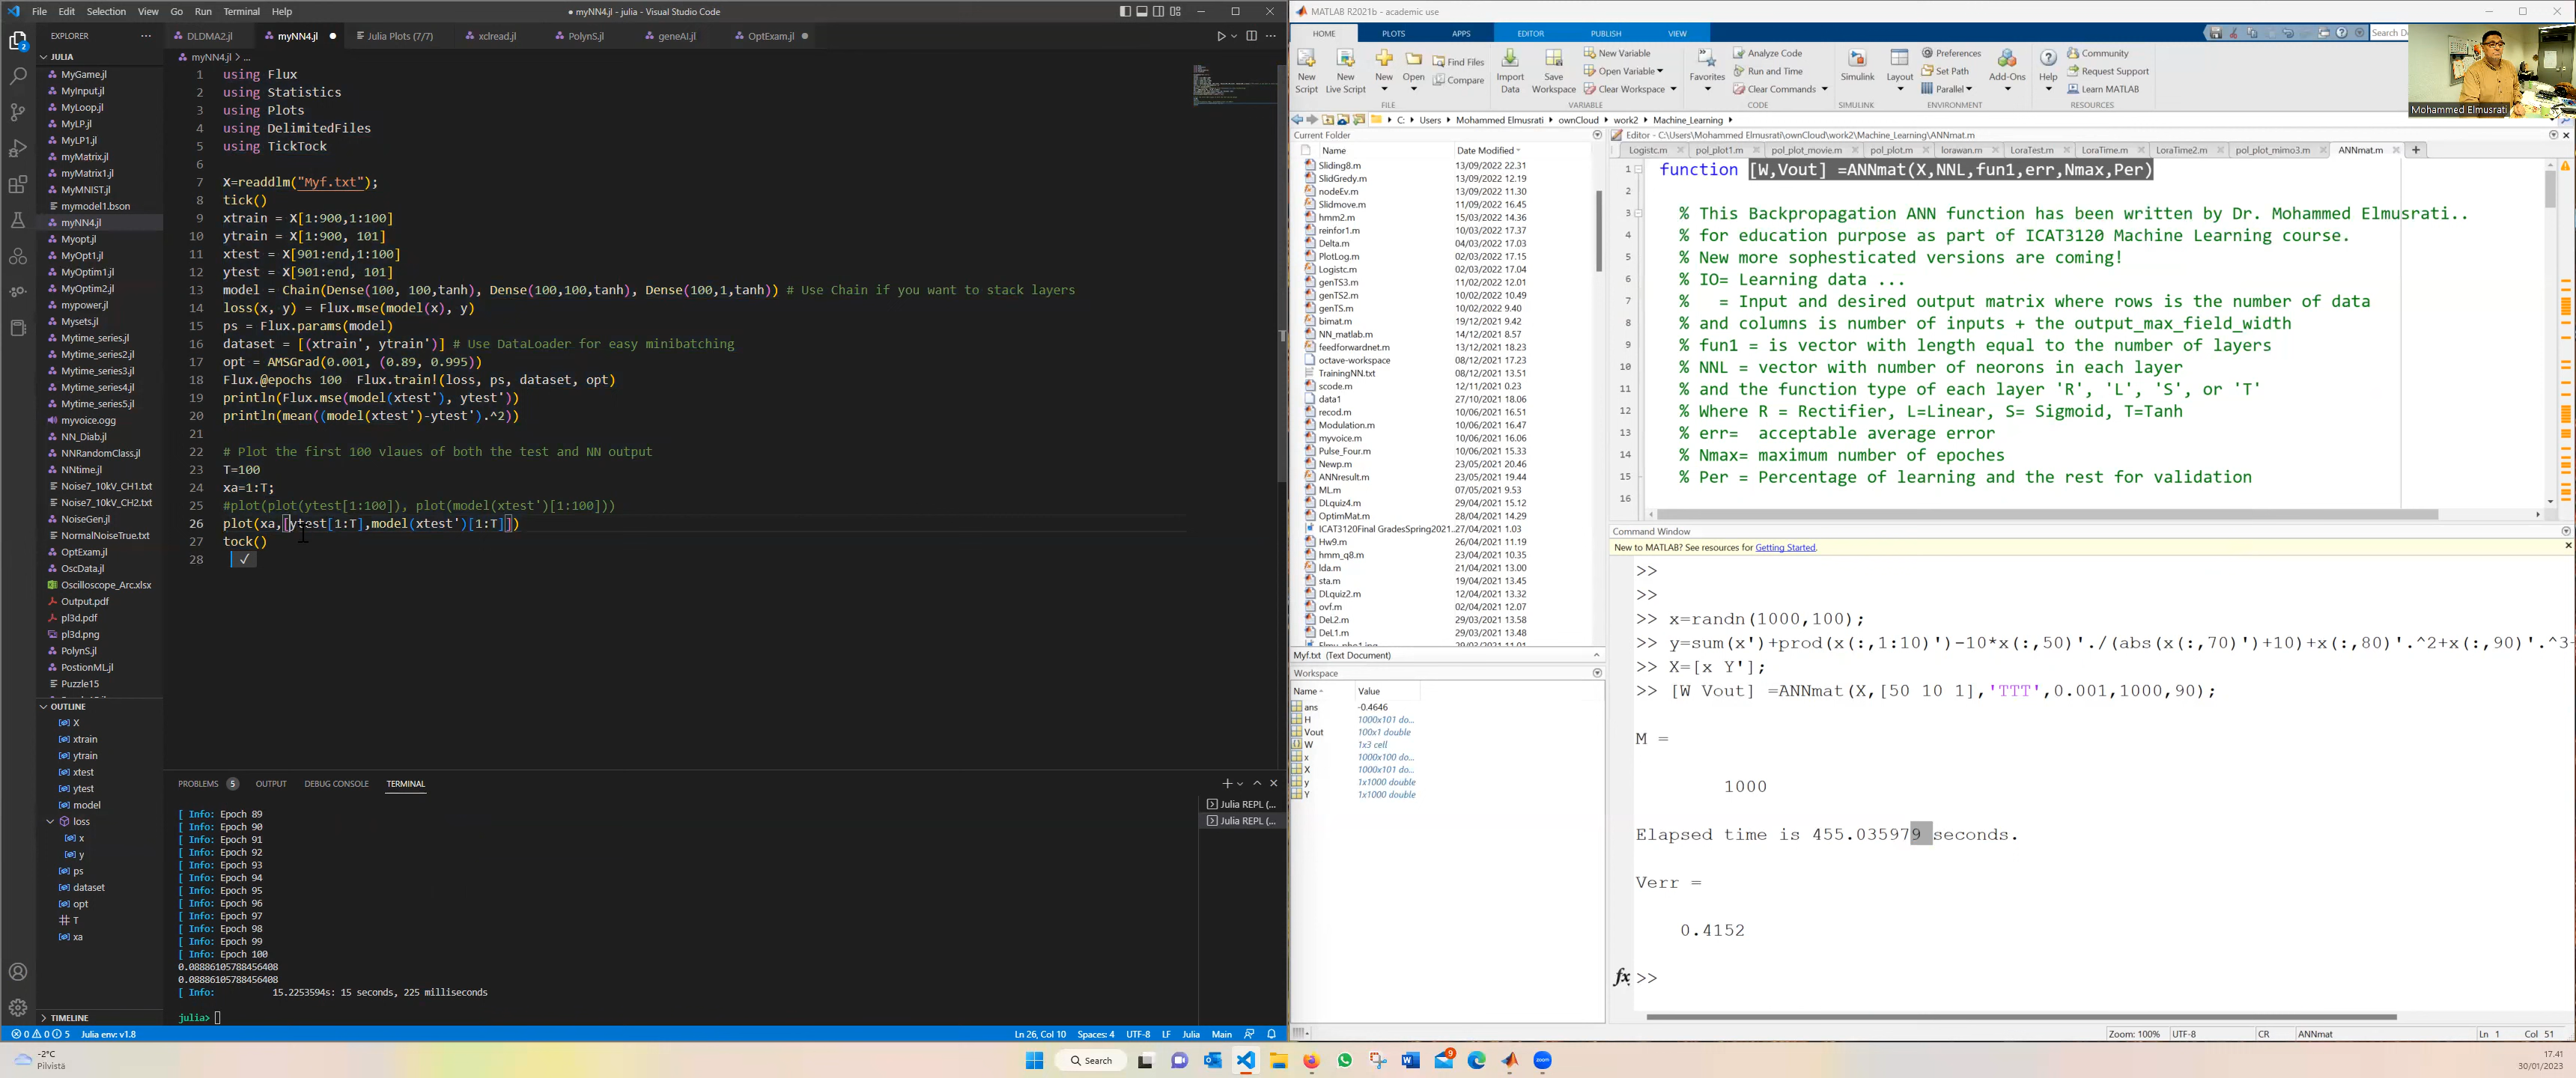 File Edit Selection View Go Run Terminal Help
● myNN4.jl - julia - Visual Studio Code
EXPLORER
JULIA
MyGame.jl
MyInput.jl
MyLoop.jl
MyLP.jl
MyLP1.jl
myMatrix.jl
myMatrix1.jl
MyMNIST.jl
mymodel1.bson
myNN4.jl
Myopt.jl
MyOpt1.jl
MyOptim1.jl
MyOptim2.jl
mypower.jl
Mysets.jl
Mytime_series.jl
Mytime_series2.jl
Mytime_series3.jl
Mytime_series4.jl
Mytime_series5.jl
myvoice.ogg
NN_Diab.jl
NNRandomClass.jl
NNtime.jl
Noise7_10kV_CH1.txt
Noise7_10kV_CH2.txt
NoiseGen.jl
NormalNoiseTrue.txt
OptExam.jl
OscData.jl
Oscilloscope_Arc.xlsx
Output.pdf
pl3d.pdf
pl3d.png
PolynS.jl
PostionML.jl
Puzzle15
OUTLINE
X
xtrain
ytrain
xtest
ytest
model
loss
x
y
ps
dataset
opt
T
xa
TIMELINE
DLDMA2.jl myNN4.jl ● Julia Plots (7/7) xclread.jl PolynS.jl geneAI.jl OptExam.jl ●
myNN4.jl > ...
1 using Flux
2 using Statistics
3 using Plots
4 using DelimitedFiles
5 using TickTock
6
7 X=readdlm("Myf.txt");
8 tick()
9 xtrain = X[1:900,1:100]
10 ytrain = X[1:900, 101]
11 xtest = X[901:end,1:100]
12 ytest = X[901:end, 101]
13 model = Chain(Dense(100, 100,tanh), Dense(100,100,tanh), Dense(100,1,tanh)) # Use Chain if you want to stack layers
14 loss(x, y) = Flux.mse(model(x), y)
15 ps = Flux.params(model)
16 dataset = [(xtrain', ytrain')] # Use DataLoader for easy minibatching
17 opt = AMSGrad(0.001, (0.89, 0.995))
18 Flux.@epochs 100 Flux.train!(loss, ps, dataset, opt)
19 println(Flux.mse(model(xtest'), ytest'))
20 println(mean((model(xtest')-ytest').^2))
21
22 # Plot the first 100 vlaues of both the test and NN output
23 T=100
24 xa=1:T;
25 #plot(plot(ytest[1:100]), plot(model(xtest')[1:100]))
26 plot(xa,[ytest[1:T],model(xtest')[1:T]])
27 tock()
28 ✓
PROBLEMS 5 OUTPUT DEBUG CONSOLE TERMINAL
Julia REPL (...
Julia REPL (...
[ Info: Epoch 89
[ Info: Epoch 90
[ Info: Epoch 91
[ Info: Epoch 92
[ Info: Epoch 93
[ Info: Epoch 94
[ Info: Epoch 95
[ Info: Epoch 96
[ Info: Epoch 97
[ Info: Epoch 98
[ Info: Epoch 99
[ Info: Epoch 100
0.08886105788456408
0.08886105788456408
[ Info: 15.2253594s: 15 seconds, 225 milliseconds
julia>
0 0 5 Julia env: v1.8
Ln 26, Col 10 Spaces: 4 UTF-8 LF Julia Main
MATLAB R2021b - academic use
HOME PLOTS APPS EDITOR PUBLISH VIEW
Search Doc
New Script
New Live Script
New
Open
Find Files
Compare
FILE
Import Data
Save Workspace
New Variable
Open Variable
Clear Workspace
VARIABLE
Favorites
Analyze Code
Run and Time
Clear Commands
CODE
Simulink
SIMULINK
Layout
Preferences
Set Path
Parallel
Add-Ons
ENVIRONMENT
Help
Community
Request Support
Learn MATLAB
RESOURCES
Mohammed Elmusrati
C: Users Mohammed Elmusrati ownCloud work2 Machine_Learning
Current Folder
Name Date Modified
Sliding8.m 13/09/2022 22.31
SlidGredy.m 13/09/2022 12.19
nodeEv.m 13/09/2022 11.30
Slidmove.m 11/09/2022 16.45
hmm2.m 15/03/2022 14.36
reinfor1.m 10/03/2022 17.37
Delta.m 04/03/2022 17.03
PlotLog.m 02/03/2022 17.15
Logistc.m 02/03/2022 17.04
genTS3.m 11/02/2022 12.01
genTS2.m 10/02/2022 10.49
genTS.m 10/02/2022 9.40
bimat.m 19/12/2021 9.42
NN_matlab.m 14/12/2021 8.57
feedforwardnet.m 13/12/2021 18.23
octave-workspace 08/12/2021 17.23
TrainingNN.txt 08/12/2021 13.51
scode.m 12/11/2021 0.23
data1 27/10/2021 18.06
recod.m 10/06/2021 16.51
Modulation.m 10/06/2021 16.47
myvoice.m 10/06/2021 16.06
Pulse_Four.m 10/06/2021 15.33
Newp.m 23/05/2021 20.46
ANNresult.m 23/05/2021 19.44
ML.m 07/05/2021 9.53
DLquiz4.m 29/04/2021 15.12
OptimMat.m 28/04/2021 14.29
ICAT3120Final GradesSpring2021.. 27/04/2021 1.03
Hw9.m 26/04/2021 11.19
hmm_q8.m 23/04/2021 10.35
lda.m 21/04/2021 13.00
sta.m 19/04/2021 13.45
DLquiz2.m 12/04/2021 13.32
ovf.m 02/04/2021 12.07
DeL2.m 29/03/2021 13.58
DeL1.m 29/03/2021 13.48
Myf.txt (Text Document)
Workspace
Name Value
ans -0.4646
H 1000x101 do...
Vout 100x1 double
W 1x3 cell
x 1000x100 do...
X 1000x101 do...
y 1x1000 double
Y 1x1000 double
Editor - C:\Users\Mohammed Elmusrati\ownCloud\work2\Machine_Learning\ANNmat.m
Logistc.m pol_plot1.m pol_plot_movie.m pol_plot.m lorawan.m LoraTest.m LoraTime.m LoraTime2.m pol_plot_mimo3.m ANNmat.m
1 function [W,Vout] =ANNmat(X,NNL,fun1,err,Nmax,Per)
2
3 % This Backpropagation ANN function has been written by Dr. Mohammed Elmusrati..
4 % for education purpose as part of ICAT3120 Machine Learning course.
5 % New more sophesticated versions are coming!
6 % IO= Learning data ...
7 % = Input and desired output matrix where rows is the number of data
8 % and columns is number of inputs + the output_max_field_width
9 % fun1 = is vector with length equal to the number of layers
10 % NNL = vector with number of neorons in each layer
11 % and the function type of each layer 'R', 'L', 'S', or 'T'
12 % Where R = Rectifier, L=Linear, S= Sigmoid, T=Tanh
13 % err= acceptable average error
14 % Nmax= maximum number of epoches
15 % Per = Percentage of learning and the rest for validation
16
Command Window
New to MATLAB? See resources for Getting Started.
>>
>>
>> x=randn(1000,100);
>> y=sum(x')+prod(x(:,1:10)')-10*x(:,50)'./(abs(x(:,70)')+10)+x(:,80)'.^2+x(:,90)'.^3-
>> X=[x Y'];
>> [W Vout] =ANNmat(X,[50 10 1],'TTT',0.001,1000,90);
M =
1000
Elapsed time is 455.035979 seconds.
Verr =
0.4152
fx >>
Zoom: 100% UTF-8 CR ANNmat Ln 1 Col 51
-2°C
Pilvistä
Search
9
17.41
30/01/2023